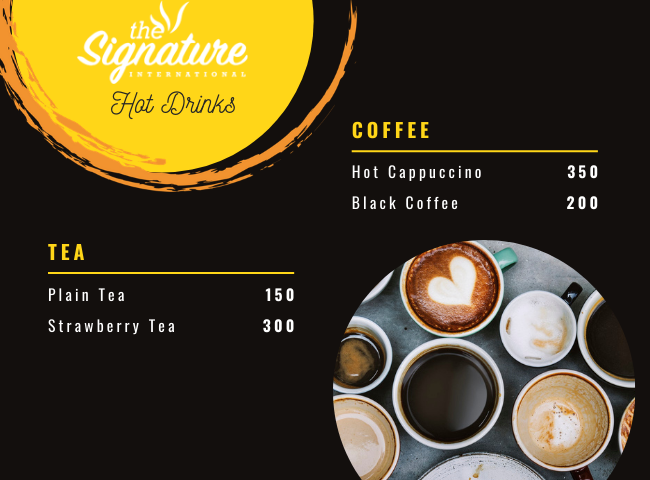 the
Signature
INTERNATIONAL
Hot Drinks
COFFEE
Hot Cappuccino 350
Black Coffee 200
TEA
Plain Tea 150
Strawberry Tea 300